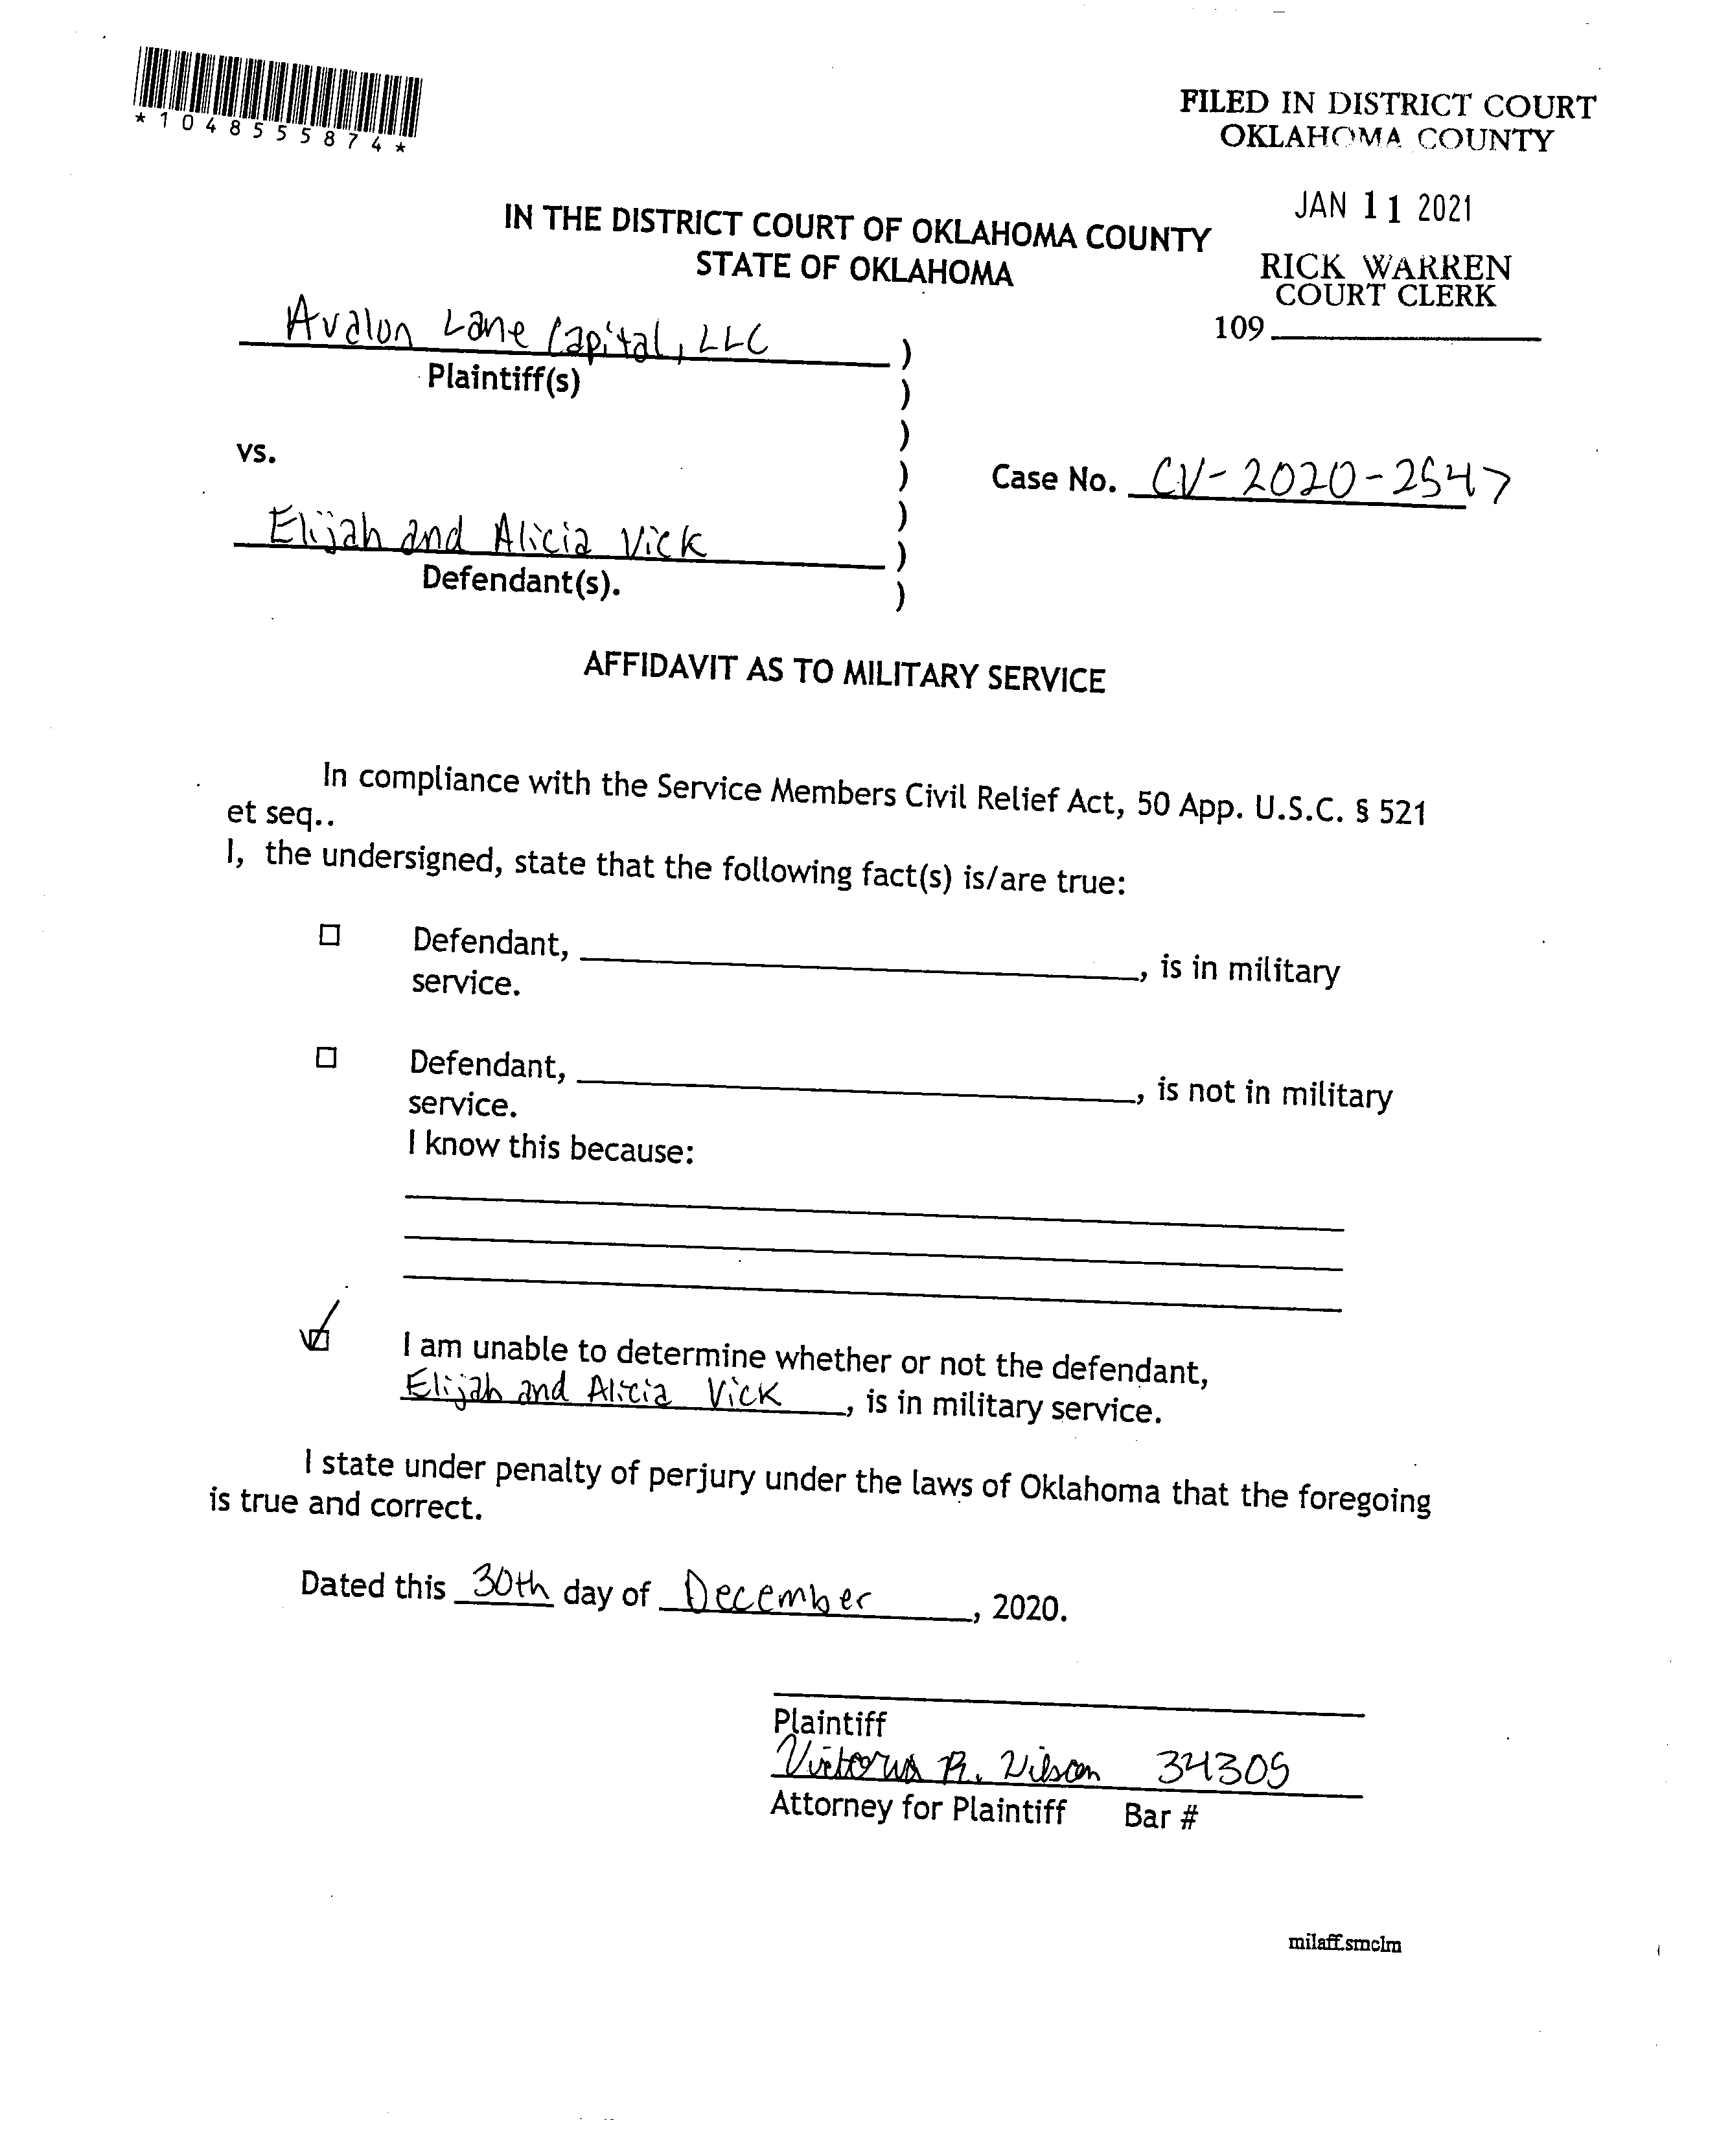 *1048555874*
FILED IN DISTRICT COURT
OKLAHOMA COUNTY
JAN 11 2021
RICK WARREN
COURT CLERK
109
IN THE DISTRICT COURT OF OKLAHOMA COUNTY
STATE OF OKLAHOMA
Avalon Lane Capital, LLC )
Plaintiff(s) )
)
vs. )
Case No. CV-2020-2547
)
Elijah and Alicia Vick )
Defendant(s). )
AFFIDAVIT AS TO MILITARY SERVICE
In compliance with the Service Members Civil Relief Act, 50 App. U.S.C. § 521
et seq..
I, the undersigned, state that the following fact(s) is/are true:
Defendant, , is in military
service.
Defendant, , is not in military
service.
I know this because:
I am unable to determine whether or not the defendant,
Elijah and Alicia Vick, is in military service.
I state under penalty of perjury under the laws of Oklahoma that the foregoing
is true and correct.
Dated this 30th day of December, 2020.
Plaintiff
R. 34305
Attorney for Plaintiff Bar #
milaff.smclm